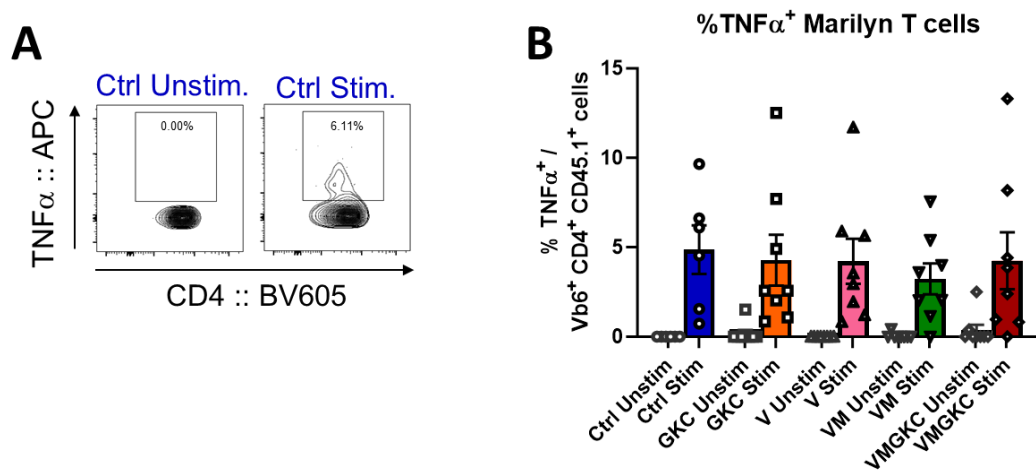 A
Ctrl Unstim.
Ctrl Stim.
0.00%
6.11%
TNFα :: APC
CD4 :: BV605
B
%TNFα⁺ Marilyn T cells
% TNFα⁺ /
Vb6⁺ CD4⁺ CD45.1⁺ cells
15
10
5
0
Ctrl Unstim
Ctrl Stim
GKC Unstim
GKC Stim
V Unstim
V Stim
VM Unstim
VM Stim
VMGKC Unstim
VMGKC Stim